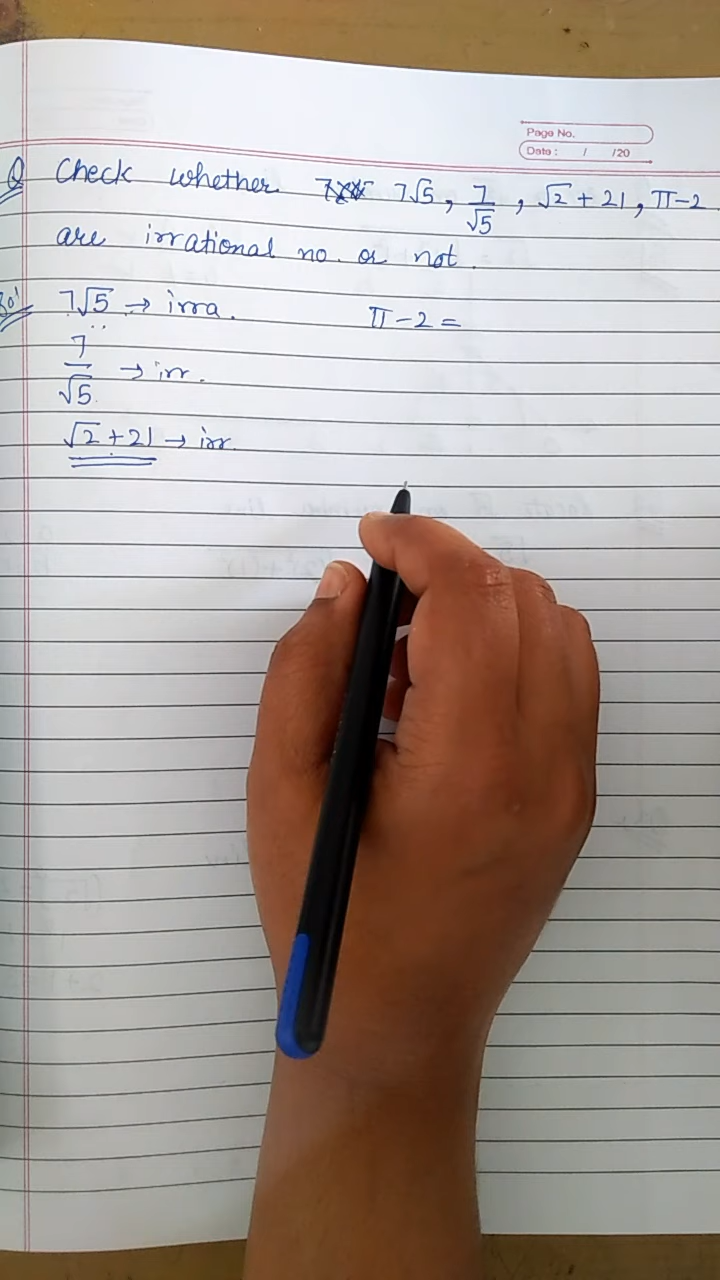 Page No.
Date : / /20
Q Check whether 7√5, 7/√5, √2 + 21, π-2
are irrational no. or not.
Sol 7√5 → irra. π-2 =
7/√5 → irr.
√2 + 21 → irr.